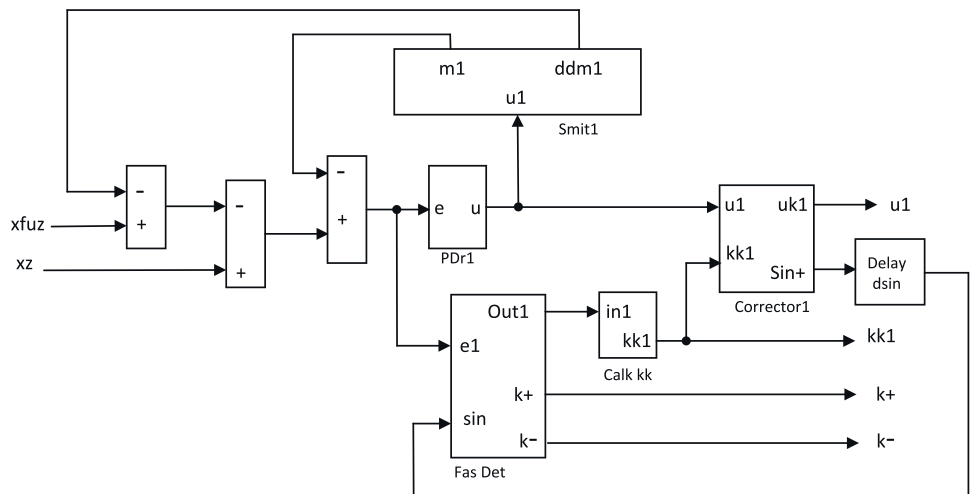 m1 ddm1
u1
Smit1
-
+
xfuz
xz
-
+
-
+
e u
PDr1
u1 uk1
kk1
Sin+
Corrector1
u1
Delay
dsin
Out1
e1
k+
sin
k-
Fas Det
in1
kk1
Calk kk
kk1
k+
k-